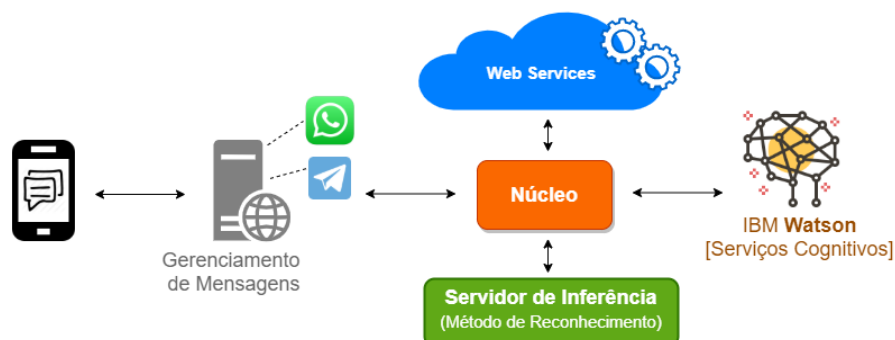 Web Services
Núcleo
Gerenciamento
de Mensagens
IBM Watson
[Serviços Cognitivos]
Servidor de Inferência
(Método de Reconhecimento)